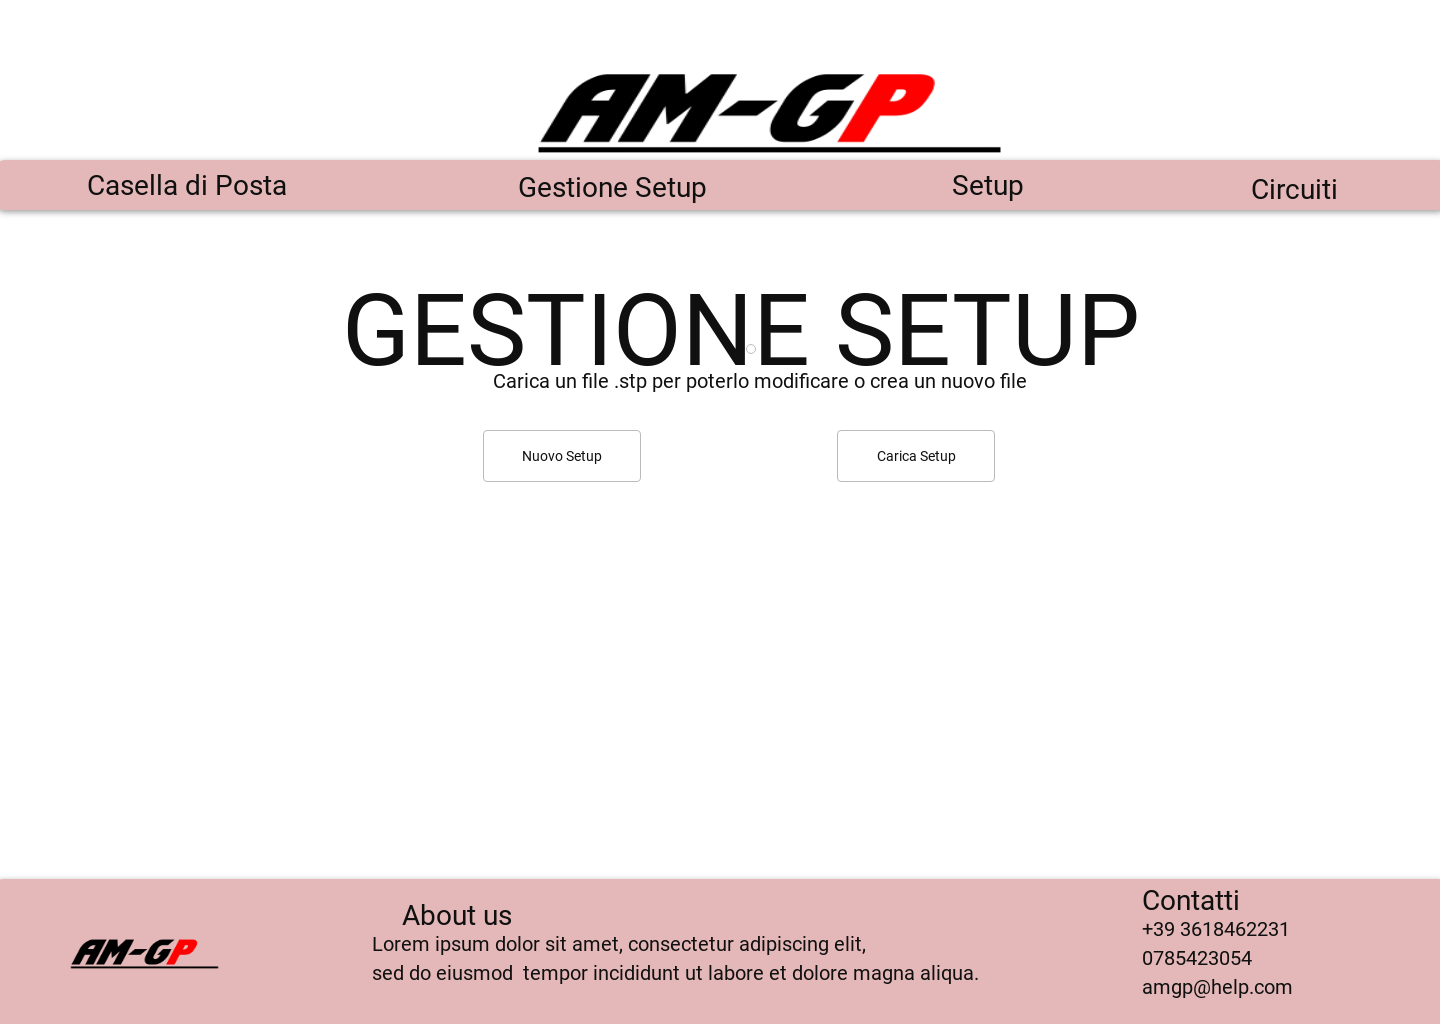 AM-GP
Casella di Posta
Gestione Setup
Setup
Circuiti
GESTIONE SETUP
Carica un file .stp per poterlo modificare o crea un nuovo file
Nuovo Setup
Carica Setup
AM-GP
About us
Lorem ipsum dolor sit amet, consectetur adipiscing elit,
sed do eiusmod  tempor incididunt ut labore et dolore magna aliqua.
Contatti
+39 3618462231
0785423054
amgp@help.com